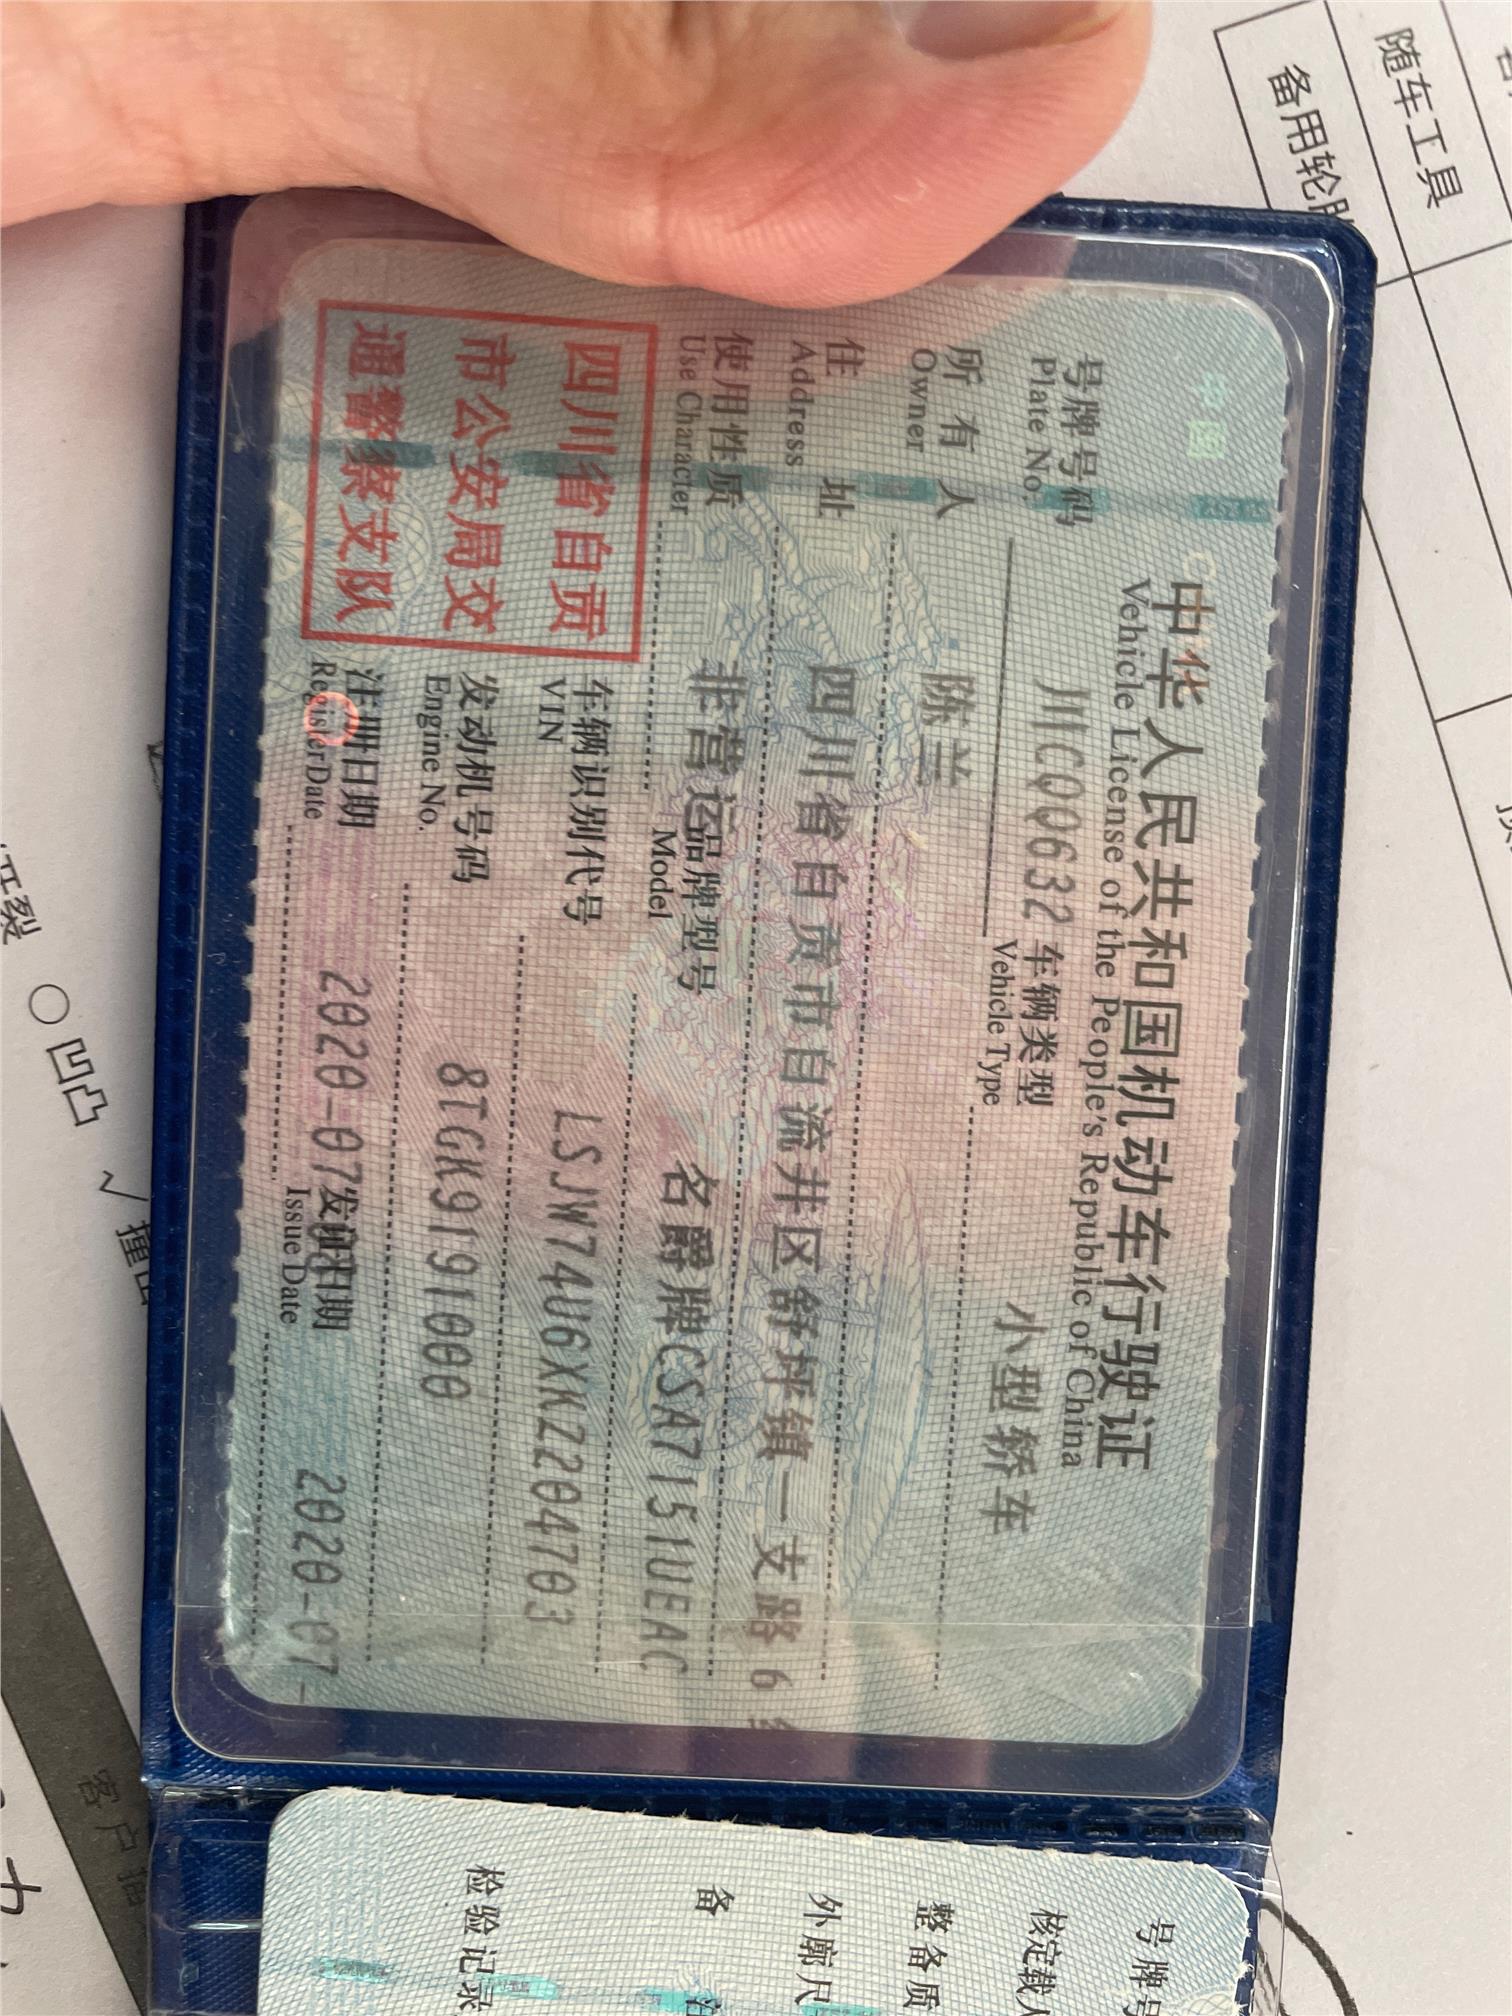 中华人民共和国机动车行驶证
Vehicle License of the People's Republic of China
号牌号码 川CQ0632 车辆类型 小型轿车
Plate No. Vehicle Type
所有人 陈兰
Owner
住址 四川省自贡市自流井区舒坪镇一支路6
Address
使用性质 非营运 品牌型号 名爵牌CSA7151UEAC
Use Character Model
四川省自贡
市公安局交
通警察支队
车辆识别代号 LSJW74U6XKZ204703
VIN
发动机号码 8TGK9191000
Engine No.
注册日期 2020-07 发证日期 2020-07-
Register Date Issue Date
号牌号
核定载人
整备质
外廓尺
备
检验记录
随车工具
备用轮胎
开裂
凹凸
√撞